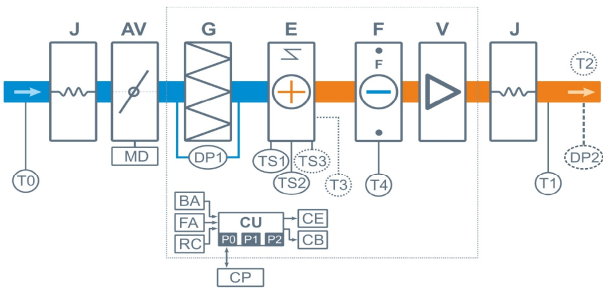 J AV G E F V J
F
T2
MD
DP1
TS1 TS3
TS2
T3
T0
T4
T1
DP2
BA
FA
RC
CU
P0 P1 P2
CE
CB
CP